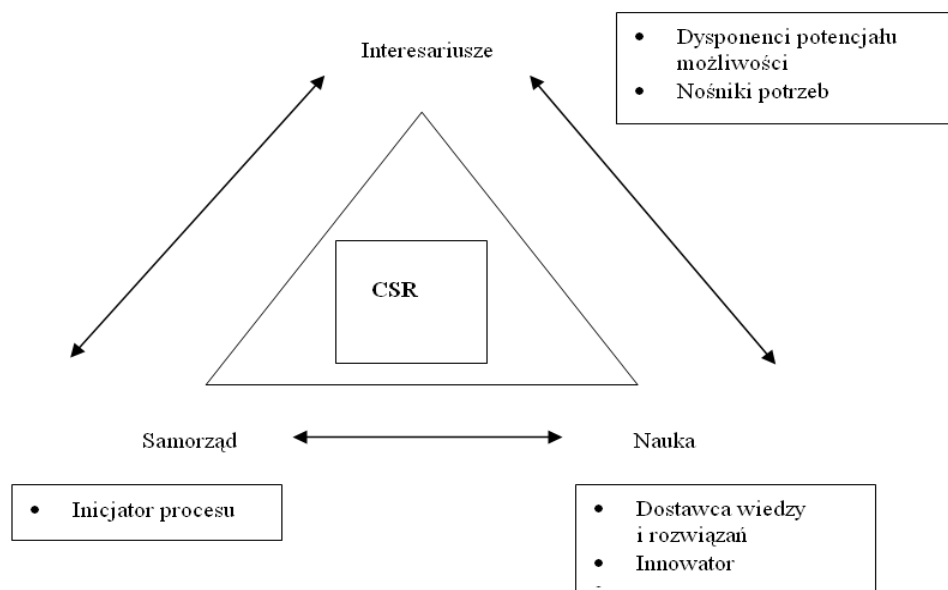 Interesariusze
• Dysponenci potencjału
możliwości
• Nośniki potrzeb
CSR
Samorząd
Nauka
• Inicjator procesu
• Dostawca wiedzy
i rozwiązań
• Innowator